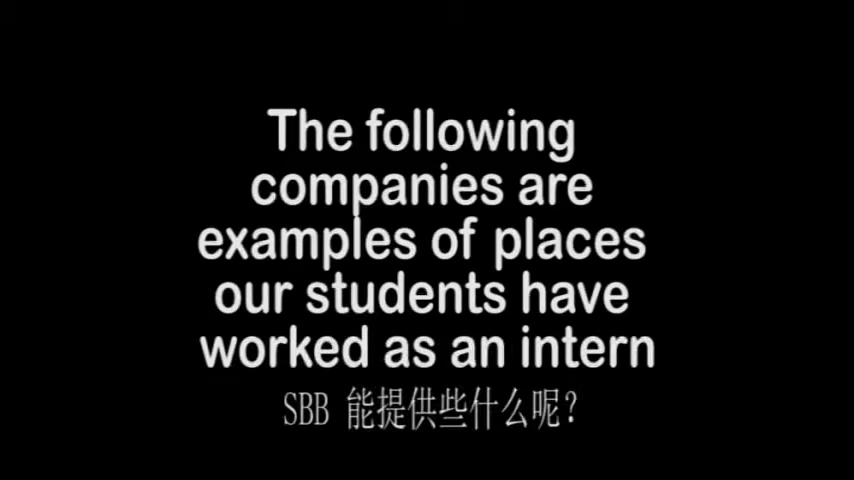 The following
companies are
examples of places
our students have
worked as an intern
SBB 能提供些什么呢?